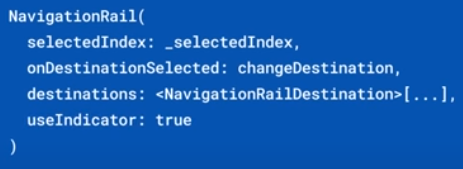 NavigationRail(
  selectedIndex: _selectedIndex,
  onDestinationSelected: changeDestination,
  destinations: <NavigationRailDestination>[...],
  useIndicator: true
)